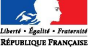 Liberté • Égalité • Fraternité
RÉPUBLIQUE FRANÇAISE